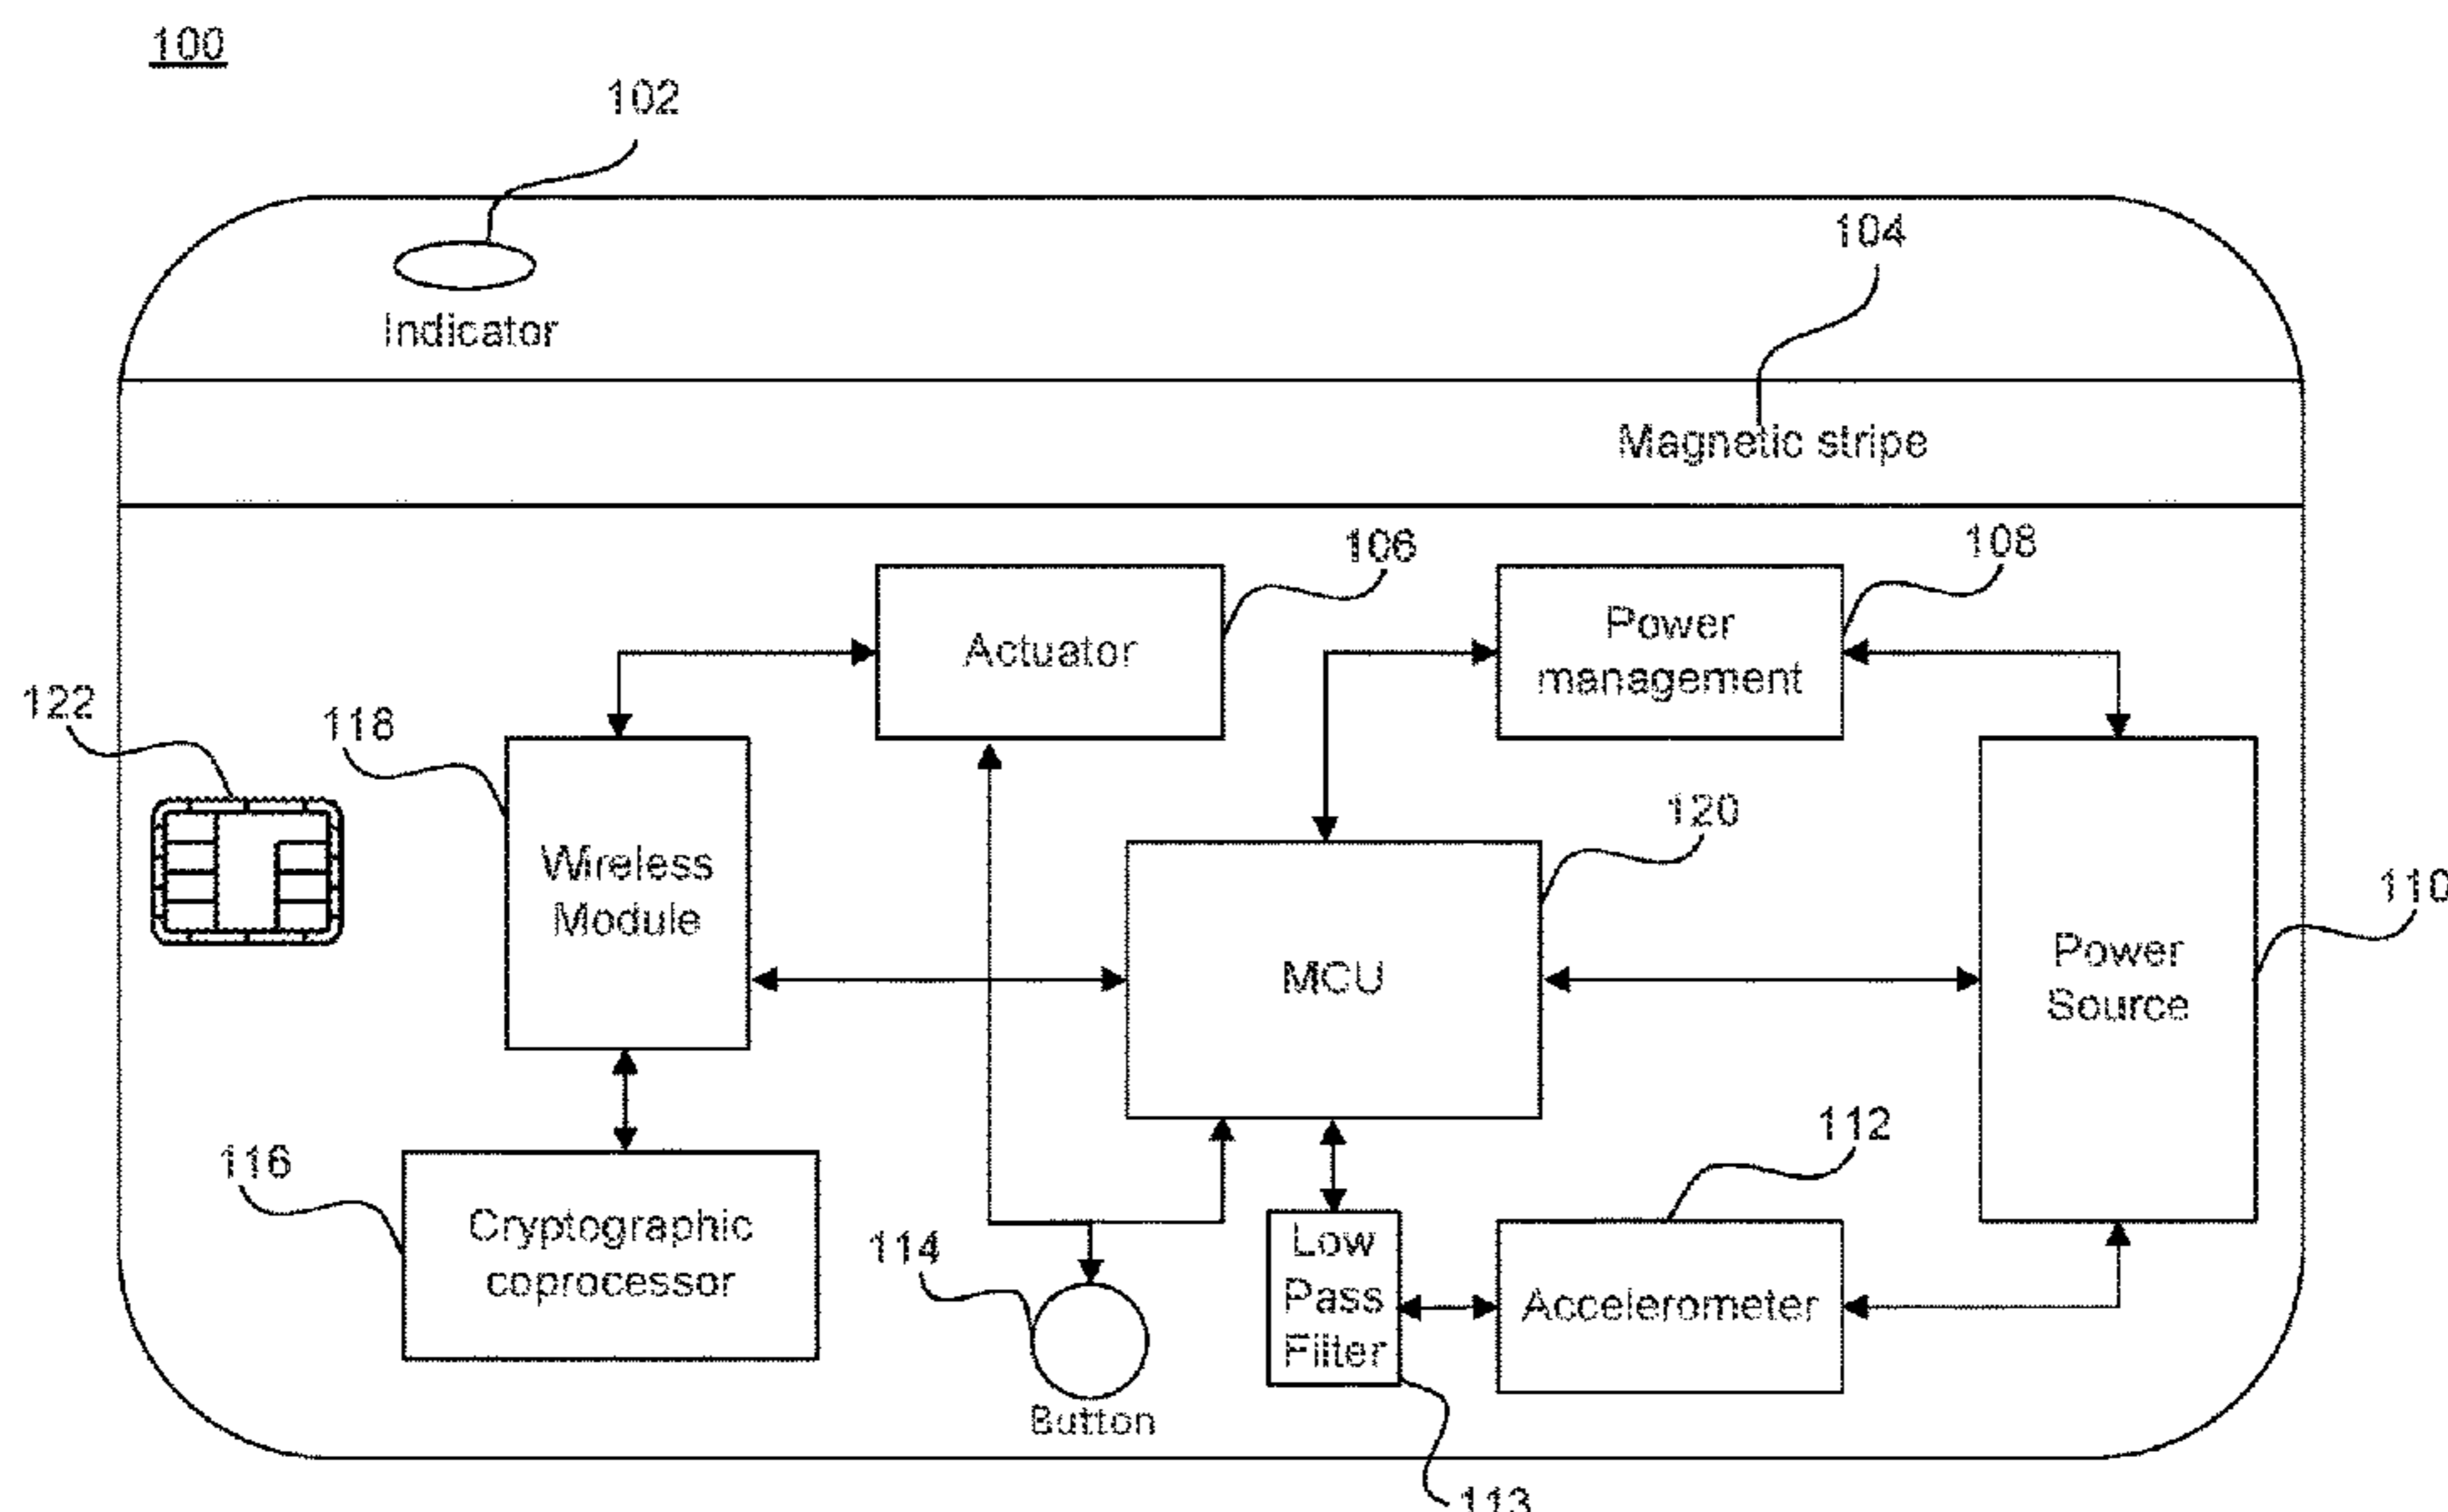 100
102
104
Indicator
Magnetic stripe
106
108
Actuator
Power
management
122
118
120
Wireless
Module
110
MCU
Power
Source
112
116
Cryptographic
coprocessor
114
Low
Pass
Filter
Accelerometer
Button
113